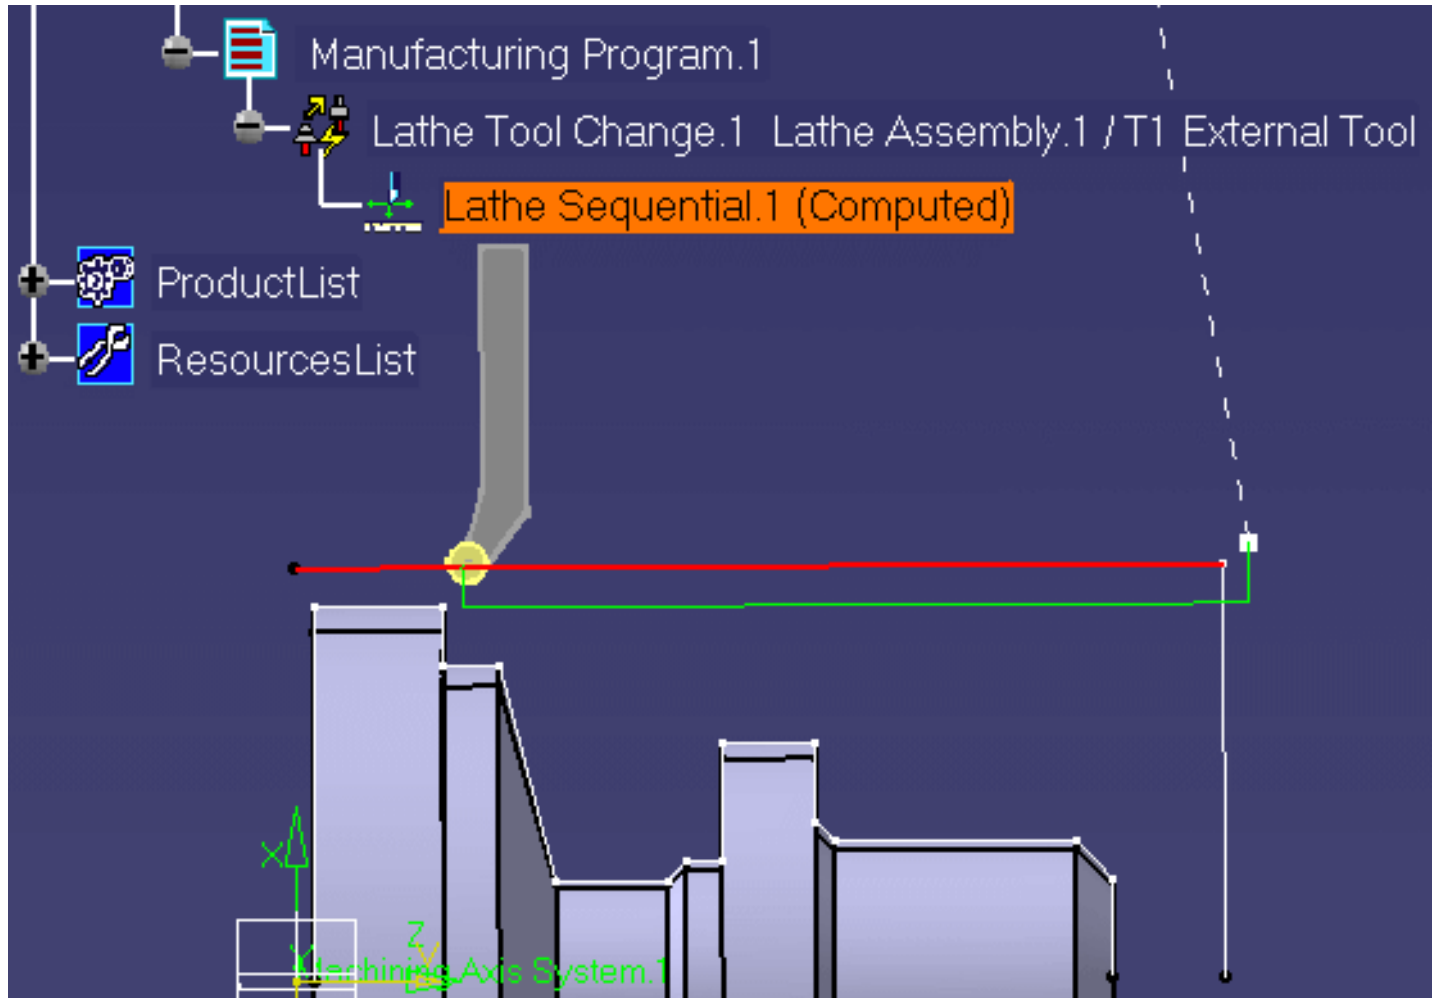 Manufacturing Program.1
Lathe Tool Change.1 Lathe Assembly.1 / T1 External Tool
Lathe Sequential.1 (Computed)
ProductList
ResourcesList
X
Z
Machining Axis System.1